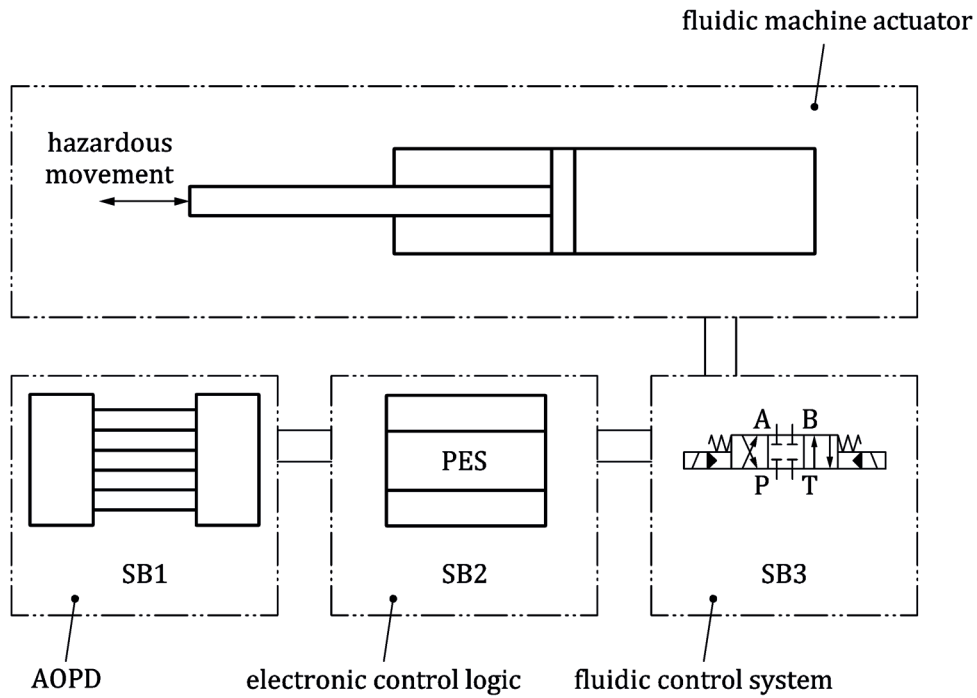 fluidic machine actuator
hazardous
movement
A B
PES
P T
SB1
SB2
SB3
AOPD
electronic control logic
fluidic control system